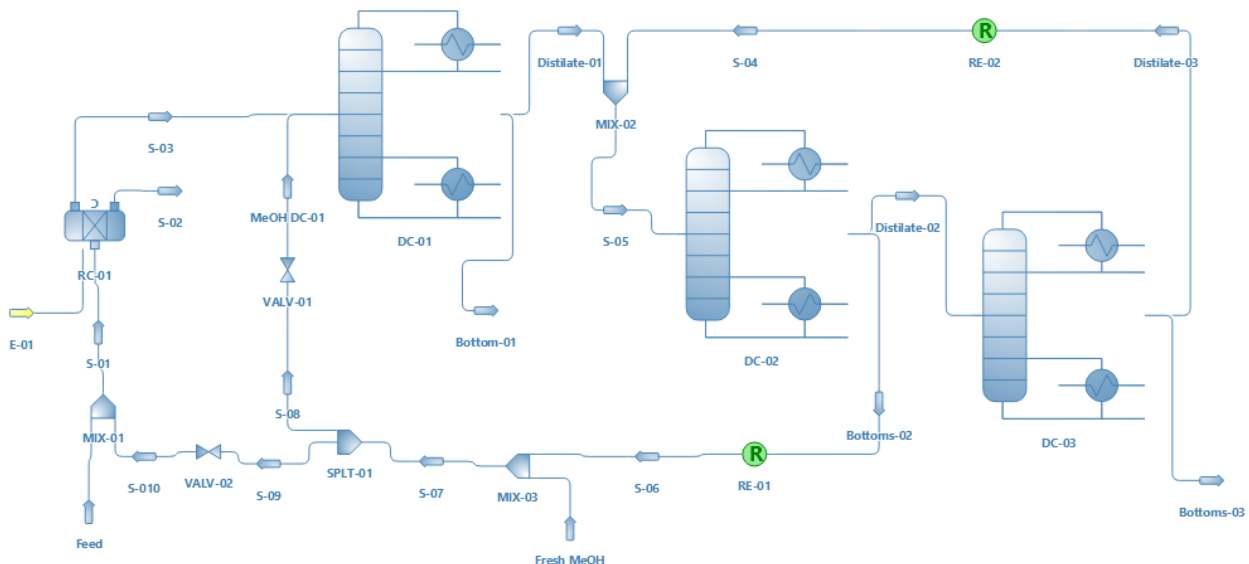 R
Distilate-01
S-04
RE-02
Distilate-03
MIX-02
S-03
S-02
MeOH DC-01
DC-01
S-05
Distilate-02
RC-01
VALV-01
E-01
Bottom-01
S-01
DC-02
S-08
MIX-01
Bottoms-02
DC-03
R
SPLT-01
S-010
VALV-02
S-09
S-07
MIX-03
S-06
RE-01
Bottoms-03
Feed
Fresh MeOH